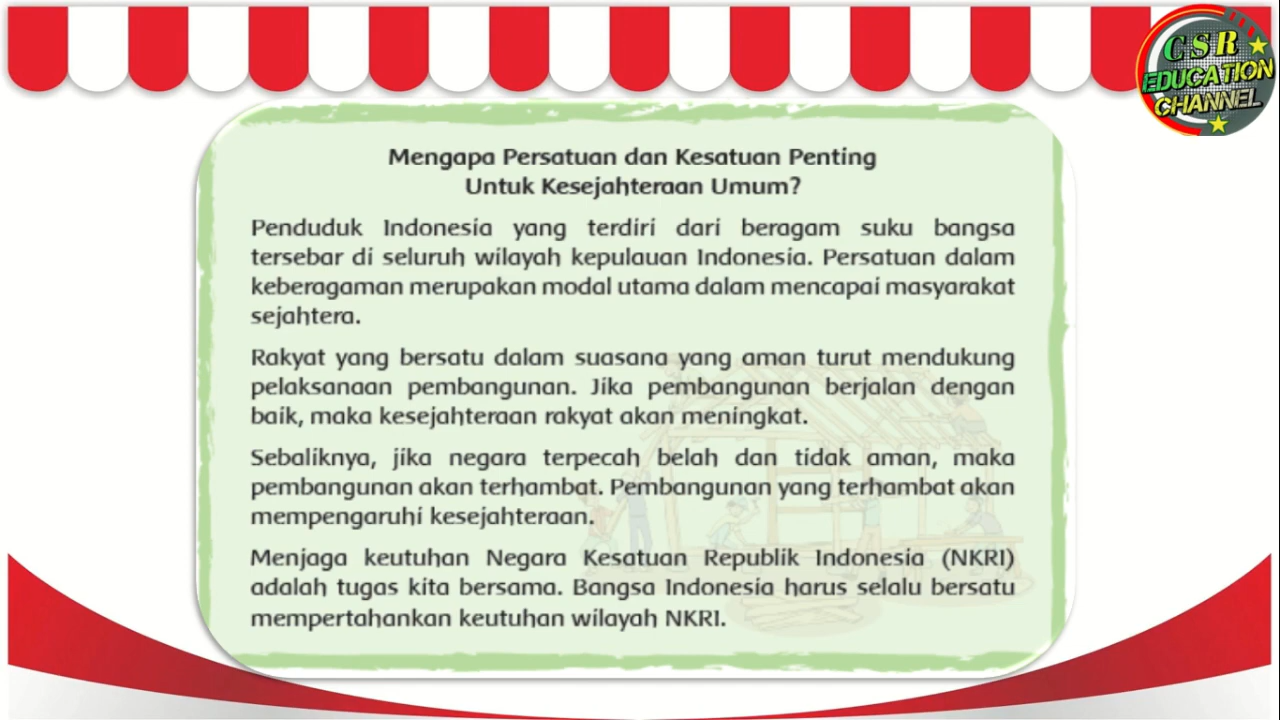 CSR
EDUCATION
CHANNEL
Mengapa Persatuan dan Kesatuan Penting
Untuk Kesejahteraan Umum?
Penduduk Indonesia yang terdiri dari beragam suku bangsa
tersebar di seluruh wilayah kepulauan Indonesia. Persatuan dalam
keberagaman merupakan modal utama dalam mencapai masyarakat
sejahtera.
Rakyat yang bersatu dalam suasana yang aman turut mendukung
pelaksanaan pembangunan. Jika pembangunan berjalan dengan
baik, maka kesejahteraan rakyat akan meningkat.
Sebaliknya, jika negara terpecah belah dan tidak aman, maka
pembangunan akan terhambat. Pembangunan yang terhambat akan
mempengaruhi kesejahteraan.
Menjaga keutuhan Negara Kesatuan Republik Indonesia (NKRI)
adalah tugas kita bersama. Bangsa Indonesia harus selalu bersatu
mempertahankan keutuhan wilayah NKRI.